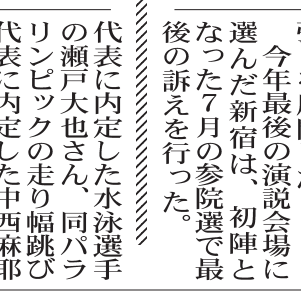 今年最後の演説会場に
選んだ新宿は、初陣と
なった7月の参院選で最
後の訴えを行った。
代表に内定した水泳選手
の瀬戸大也さん、同パラ
リンピックの走り幅跳び
代表に内定した中西麻耶